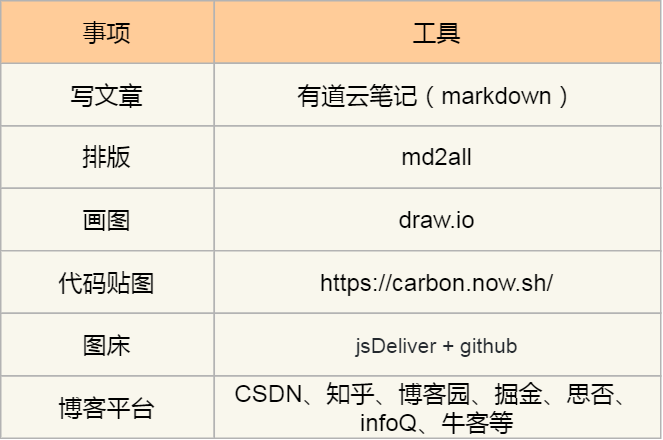 事项 工具
写文章 有道云笔记（markdown）
排版 md2all
画图 draw.io
代码贴图 https://carbon.now.sh/
图床 jsDeliver + github
博客平台 CSDN、知乎、博客园、掘金、思否、
infoQ、牛客等